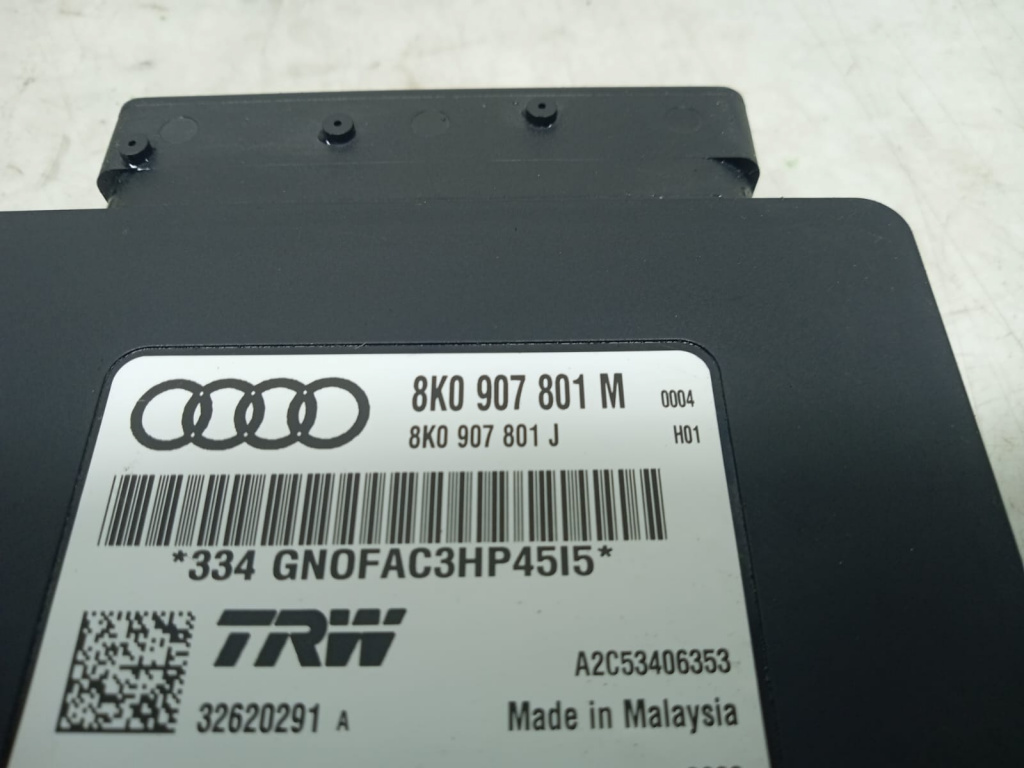 8K0 907 801 M 0004
8K0 907 801 J H01
*334 GNOFAC3HP45I5*
TRW
A2C53406353
32620291 A
Made in Malaysia